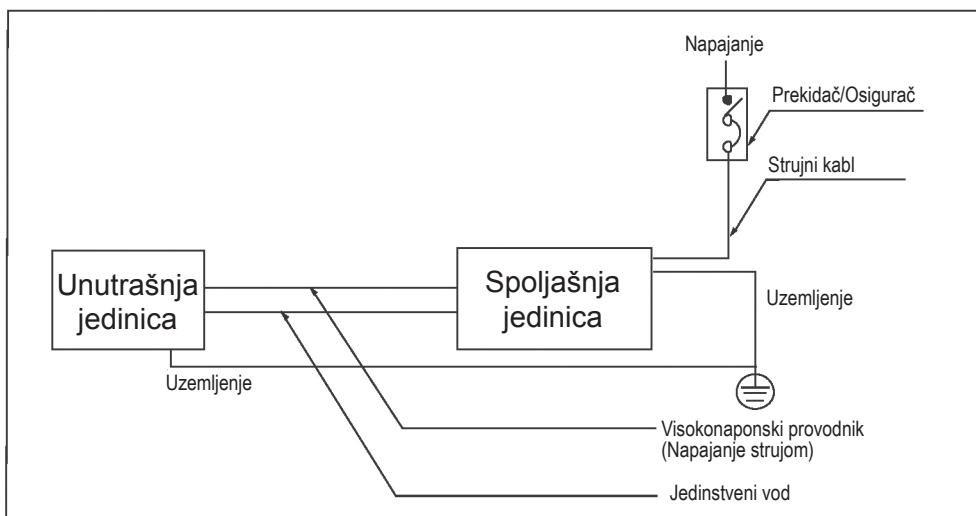 Napajanje
Prekidač/Osigurač
Strujni kabl
Unutrašnja
jedinica
Spoljašnja
jedinica
Uzemljenje
Uzemljenje
Visokonaponski provodnik
(Napajanje strujom)
Jedinstveni vod